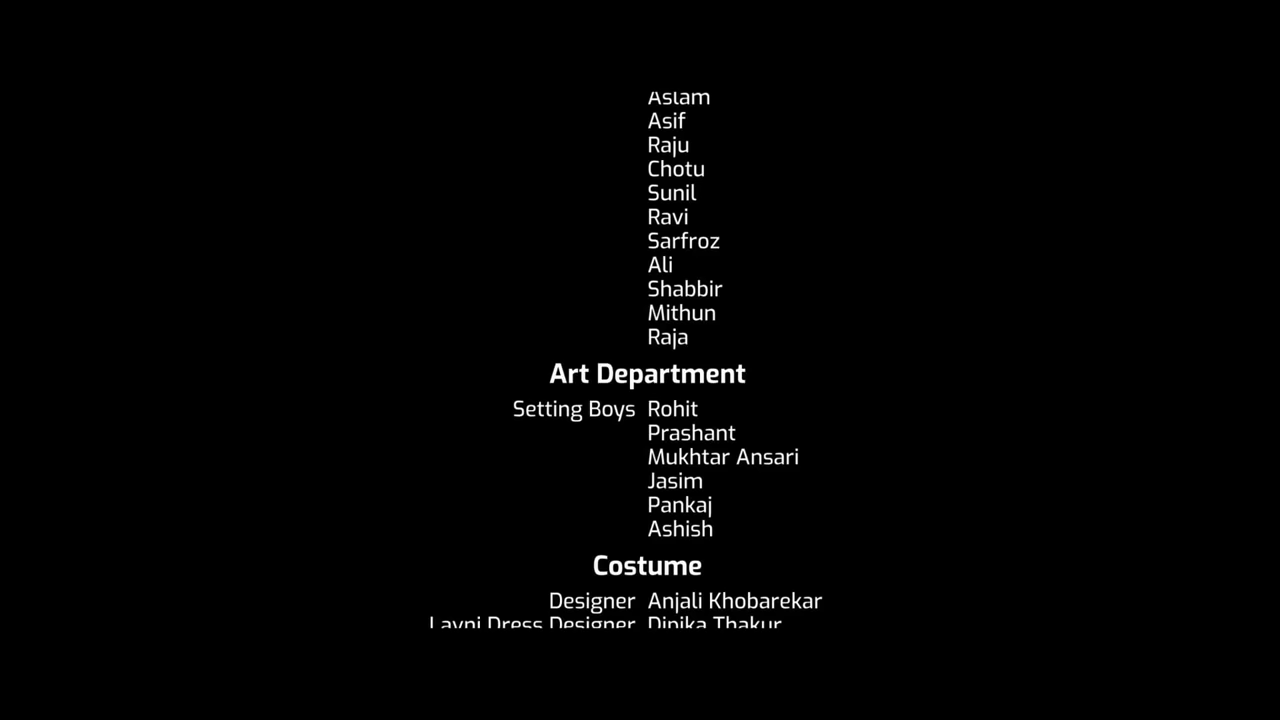 Aslam
Asif
Raju
Chotu
Sunil
Ravi
Sarfroz
Ali
Shabbir
Mithun
Raja
Art Department
Setting Boys Rohit
Prashant
Mukhtar Ansari
Jasim
Pankaj
Ashish
Costume
Designer Anjali Khobarekar
Lavni Dress Designer Dipika Thakur